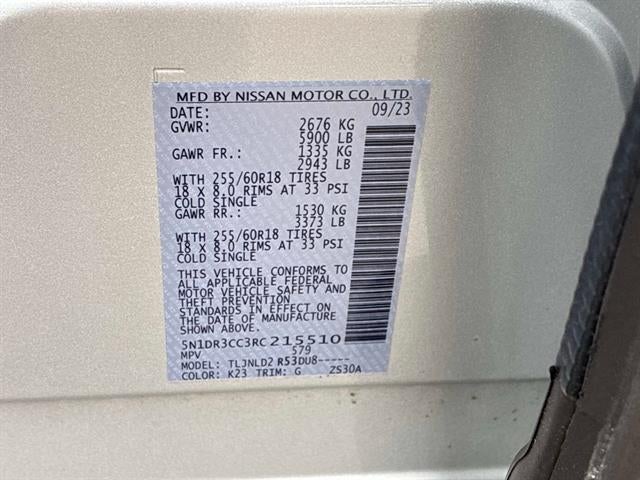 MFD BY NISSAN MOTOR CO., LTD.
DATE: 09/23
GVWR: 2676 KG
5900 LB
GAWR FR.: 1335 KG
2943 LB
WITH 255/60R18 TIRES
18 X 8.0 RIMS AT 33 PSI
COLD SINGLE
GAWR RR.: 1530 KG
3373 LB
WITH 255/60R18 TIRES
18 X 8.0 RIMS AT 33 PSI
COLD SINGLE
THIS VEHICLE CONFORMS TO
ALL APPLICABLE FEDERAL
MOTOR VEHICLE SAFETY AND
THEFT PREVENTION
STANDARDS IN EFFECT ON
THE DATE OF MANUFACTURE
SHOWN ABOVE.
5N1DR3CC3RC215510
MPV 579
MODEL: TL3NLD2 R53DU8-----
COLOR: K23 TRIM: G ZS30A